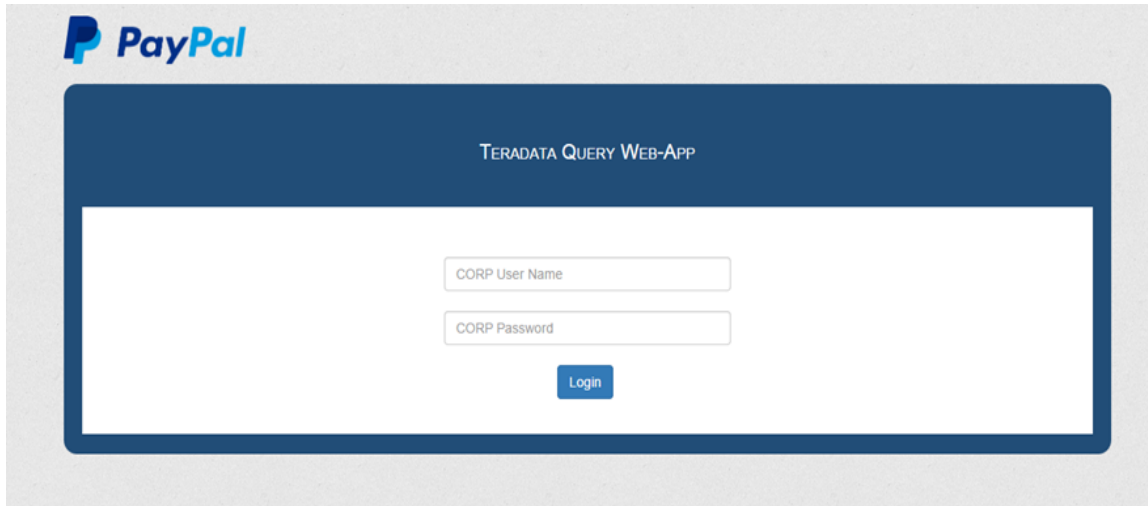 PayPal
Teradata Query Web-App
CORP User Name
CORP Password
Login